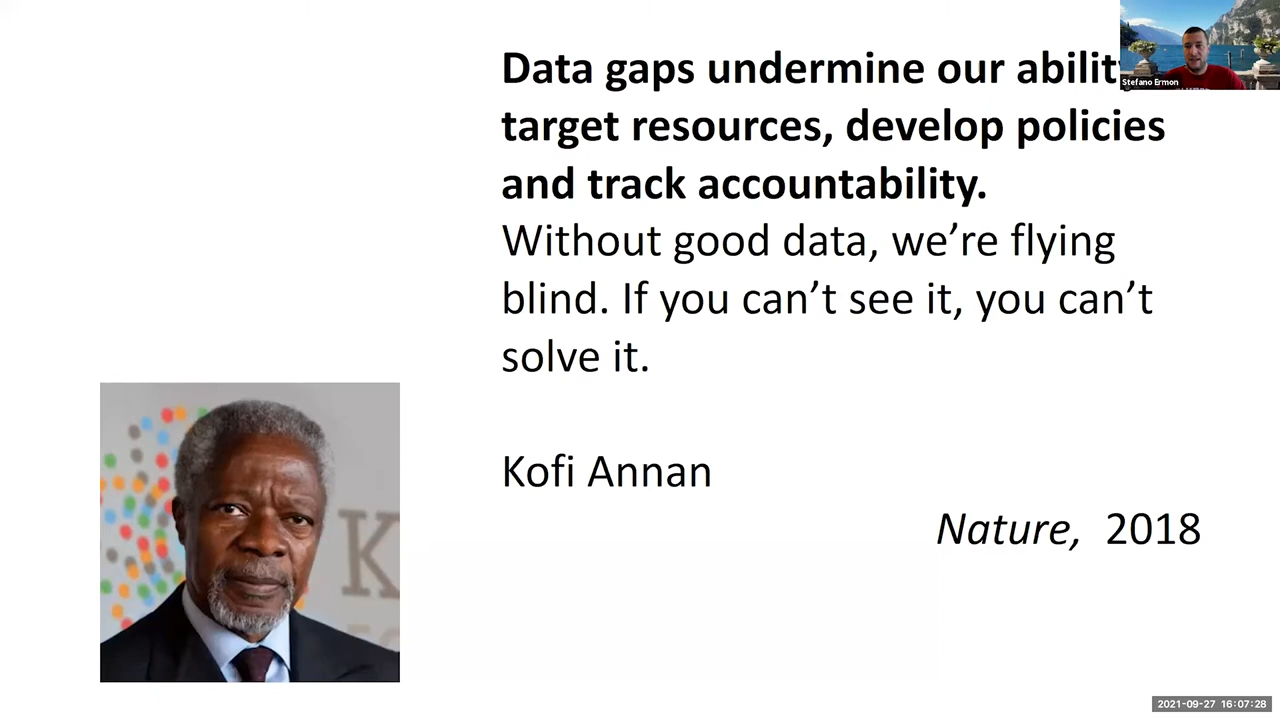 Data gaps undermine our ability
target resources, develop policies
and track accountability.
Without good data, we're flying
blind. If you can't see it, you can't
solve it.
Kofi Annan
Nature, 2018
Stefano Ermon
K
2021-09-27 16:07:28